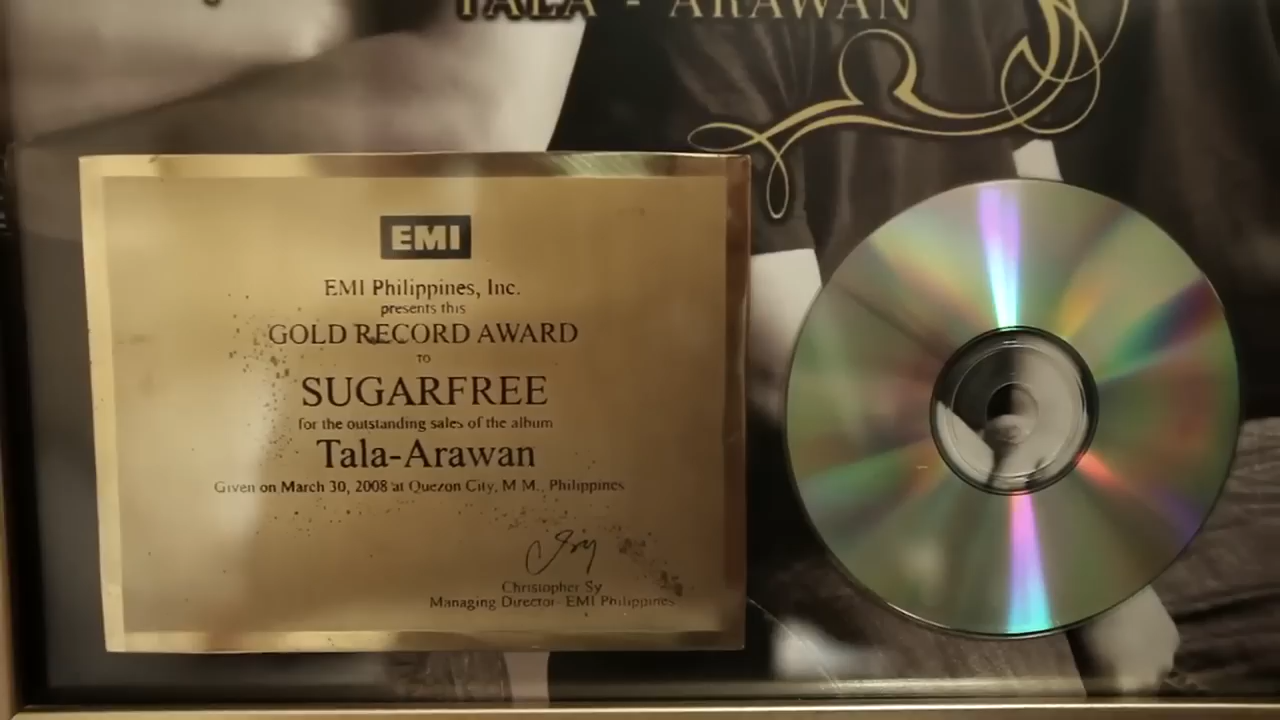 TALA - ARAWAN
EMI
EMI Philippines, Inc.
presents this
GOLD RECORD AWARD
TO
SUGARFREE
for the outstanding sales of the album
Tala-Arawan
Given on March 30, 2008 at Quezon City, M.M., Philippines
Christopher Sy
Managing Director- EMI Philippines